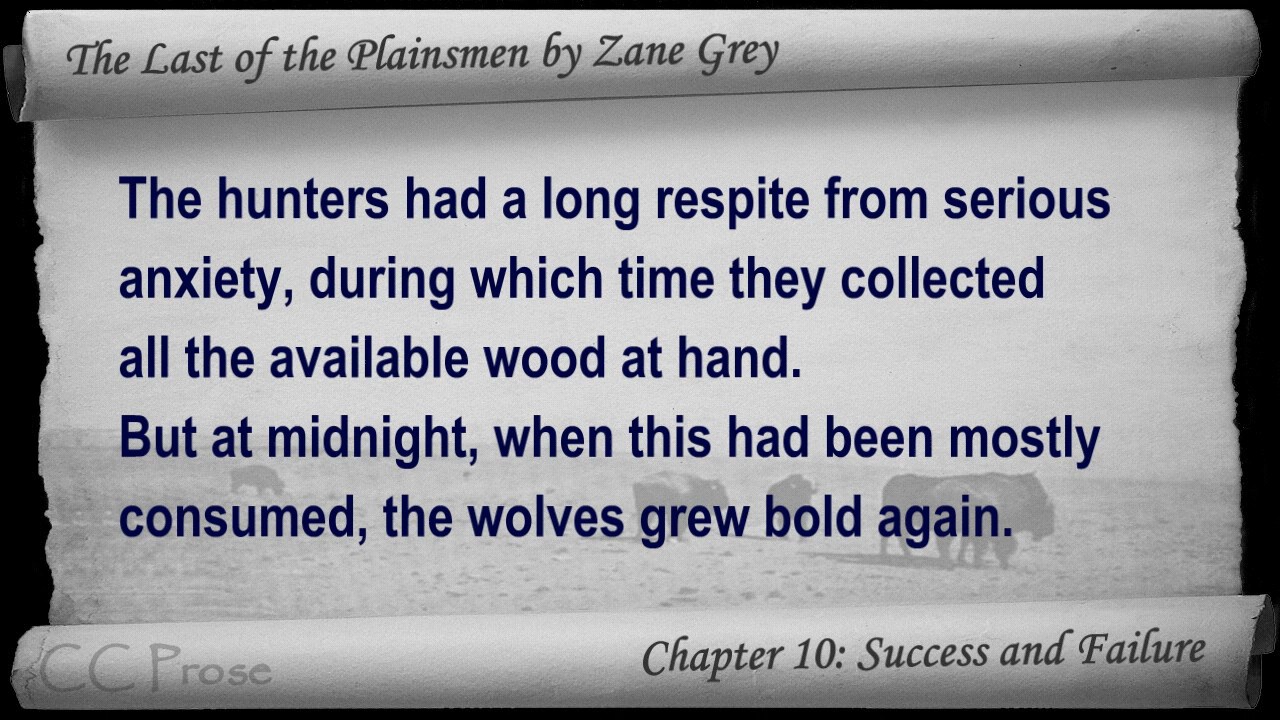 The Last of the Plainsmen by Zane Grey
The hunters had a long respite from serious
anxiety, during which time they collected
all the available wood at hand.
But at midnight, when this had been mostly
consumed, the wolves grew bold again.
CC Prose
Chapter 10: Success and Failure